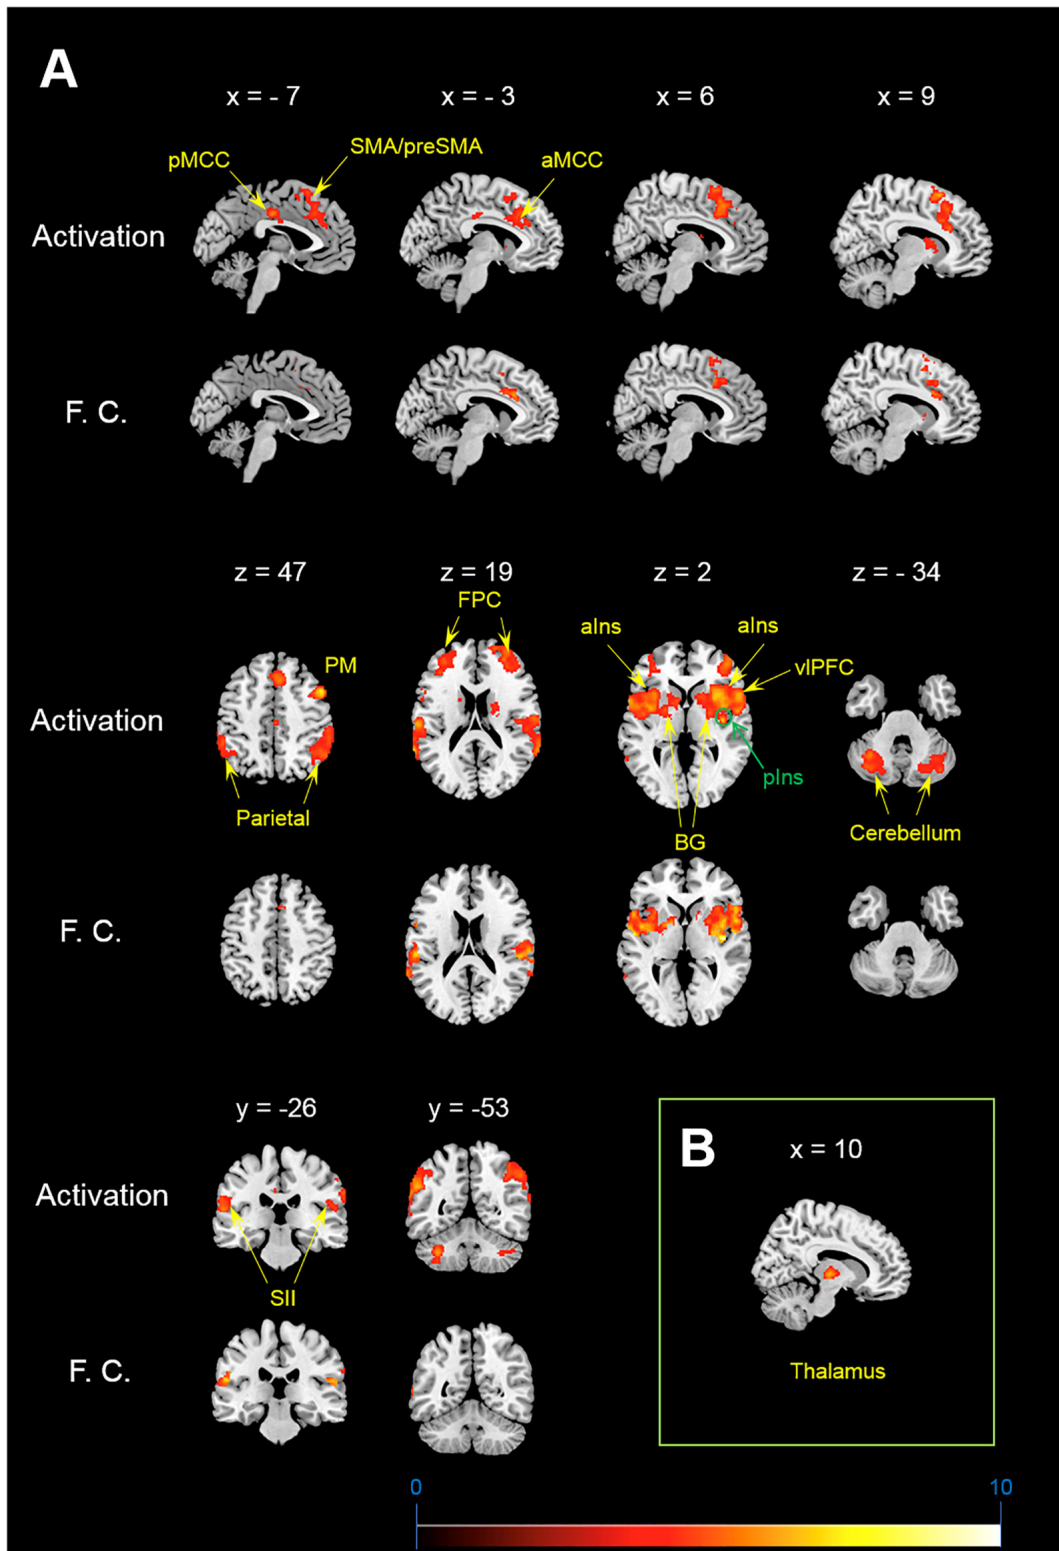 A
x = - 7 x = - 3 x = 6 x = 9
pMCC SMA/preSMA aMCC
Activation
F. C.
z = 47 z = 19 z = 2 z = - 34
FPC
aIns aIns
PM vlPFC
Activation
pIns
Parietal
BG Cerebellum
F. C.
y = -26 y = -53
Activation
SII
F. C.
B
x = 10
Thalamus
0 10